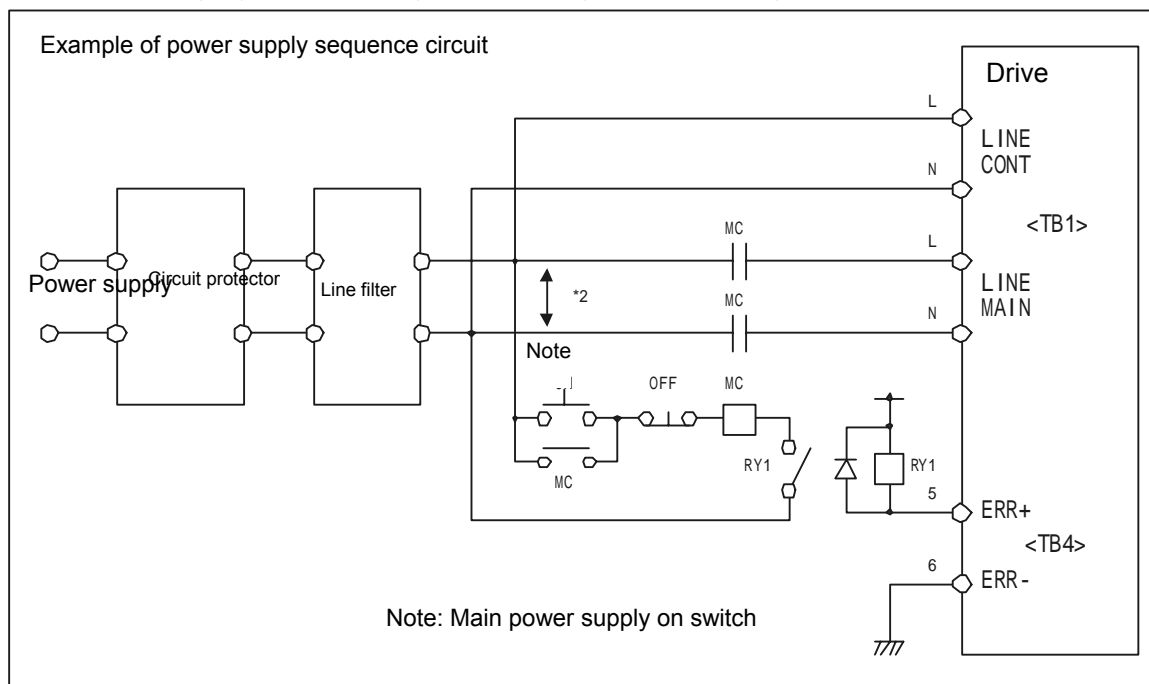 Example of power supply sequence circuit
Drive
L
LINE
CONT
N
<TB1>
MC
L
LINE
MAIN
Power supply
Circuit protector
Line filter
*2
MC
N
Note
OFF
MC
MC
RY1
RY1
5
ERR+
<TB4>
6
ERR-
Note: Main power supply on switch